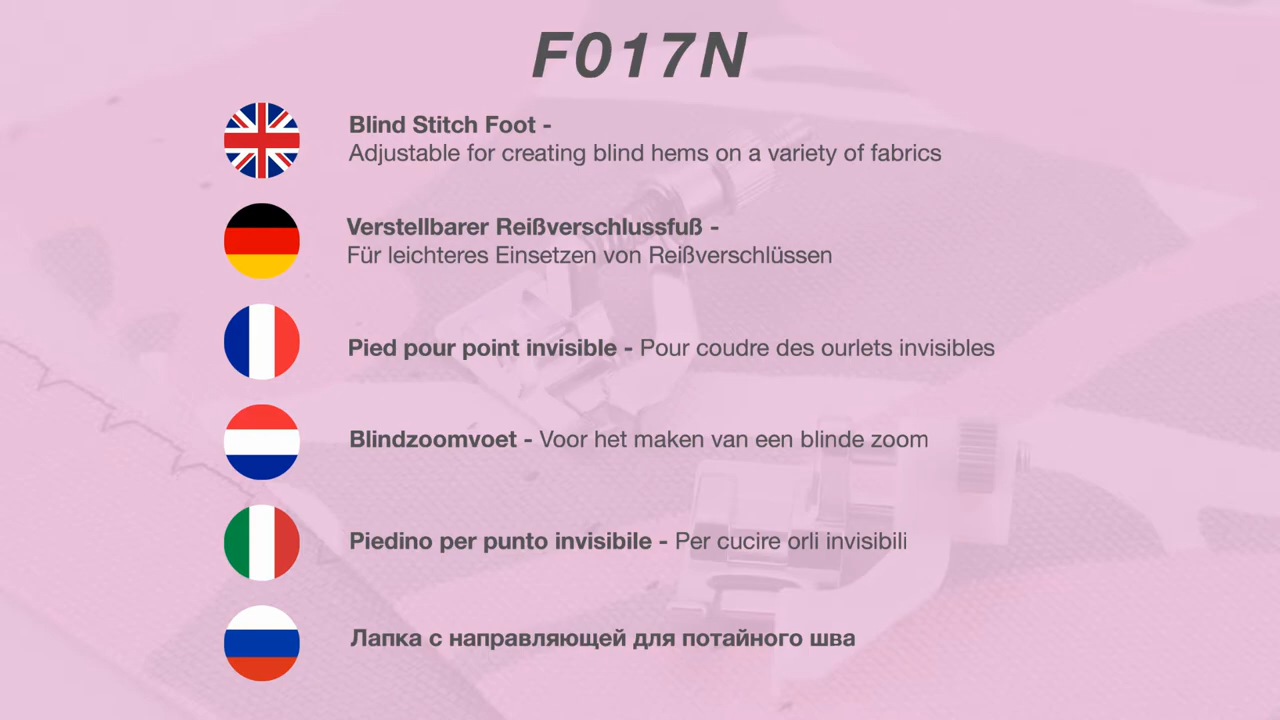 F017N
Blind Stitch Foot -
Adjustable for creating blind hems on a variety of fabrics
Verstellbarer Reißverschlussfuß -
Für leichteres Einsetzen von Reißverschlüssen
Pied pour point invisible - Pour coudre des ourlets invisibles
Blindzoomvoet - Voor het maken van een blinde zoom
Piedino per punto invisibile - Per cucire orli invisibili
Лапка с направляющей для потайного шва